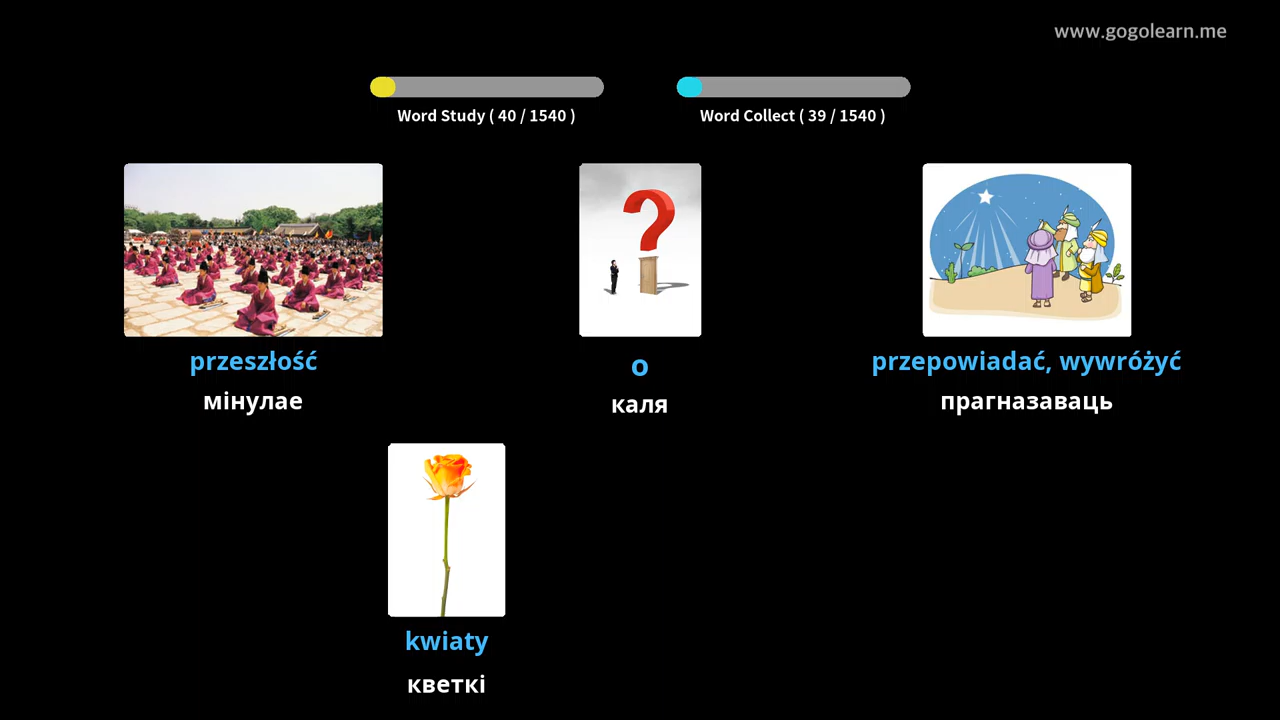 www.gogolearn.me
Word Study ( 40 / 1540 )
Word Collect ( 39 / 1540 )
przeszłość
мінулае
o
каля
przepowiadać, wywróżyć
прагназаваць
kwiaty
кветкі